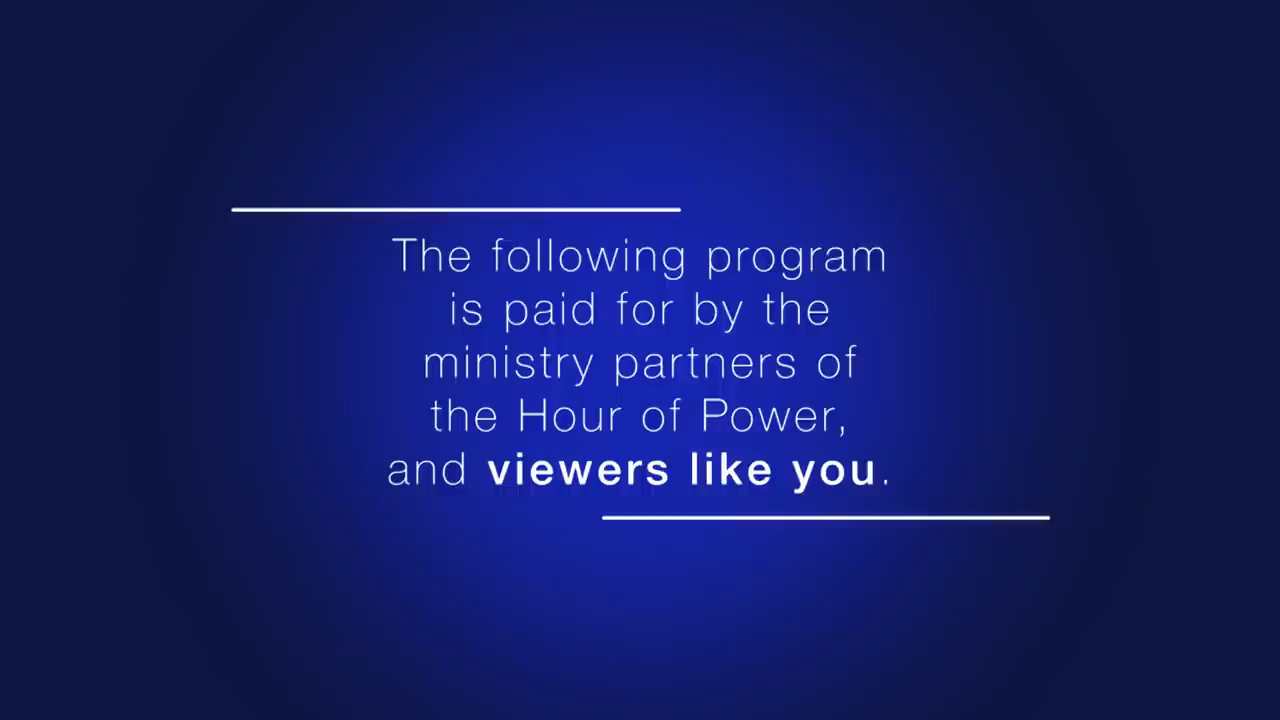 The following program
is paid for by the
ministry partners of
the Hour of Power,
and viewers like you.